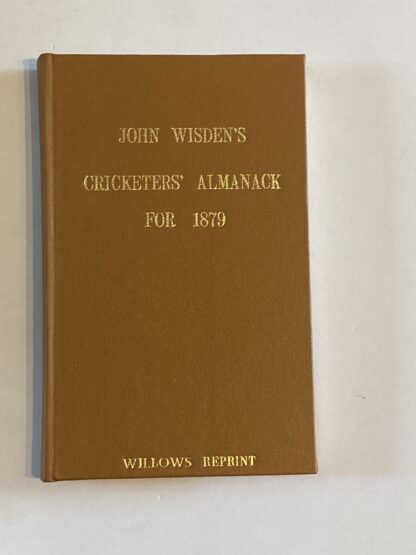 JOHN WISDEN'S
CRICKETERS' ALMANACK
FOR 1879
WILLOWS REPRINT